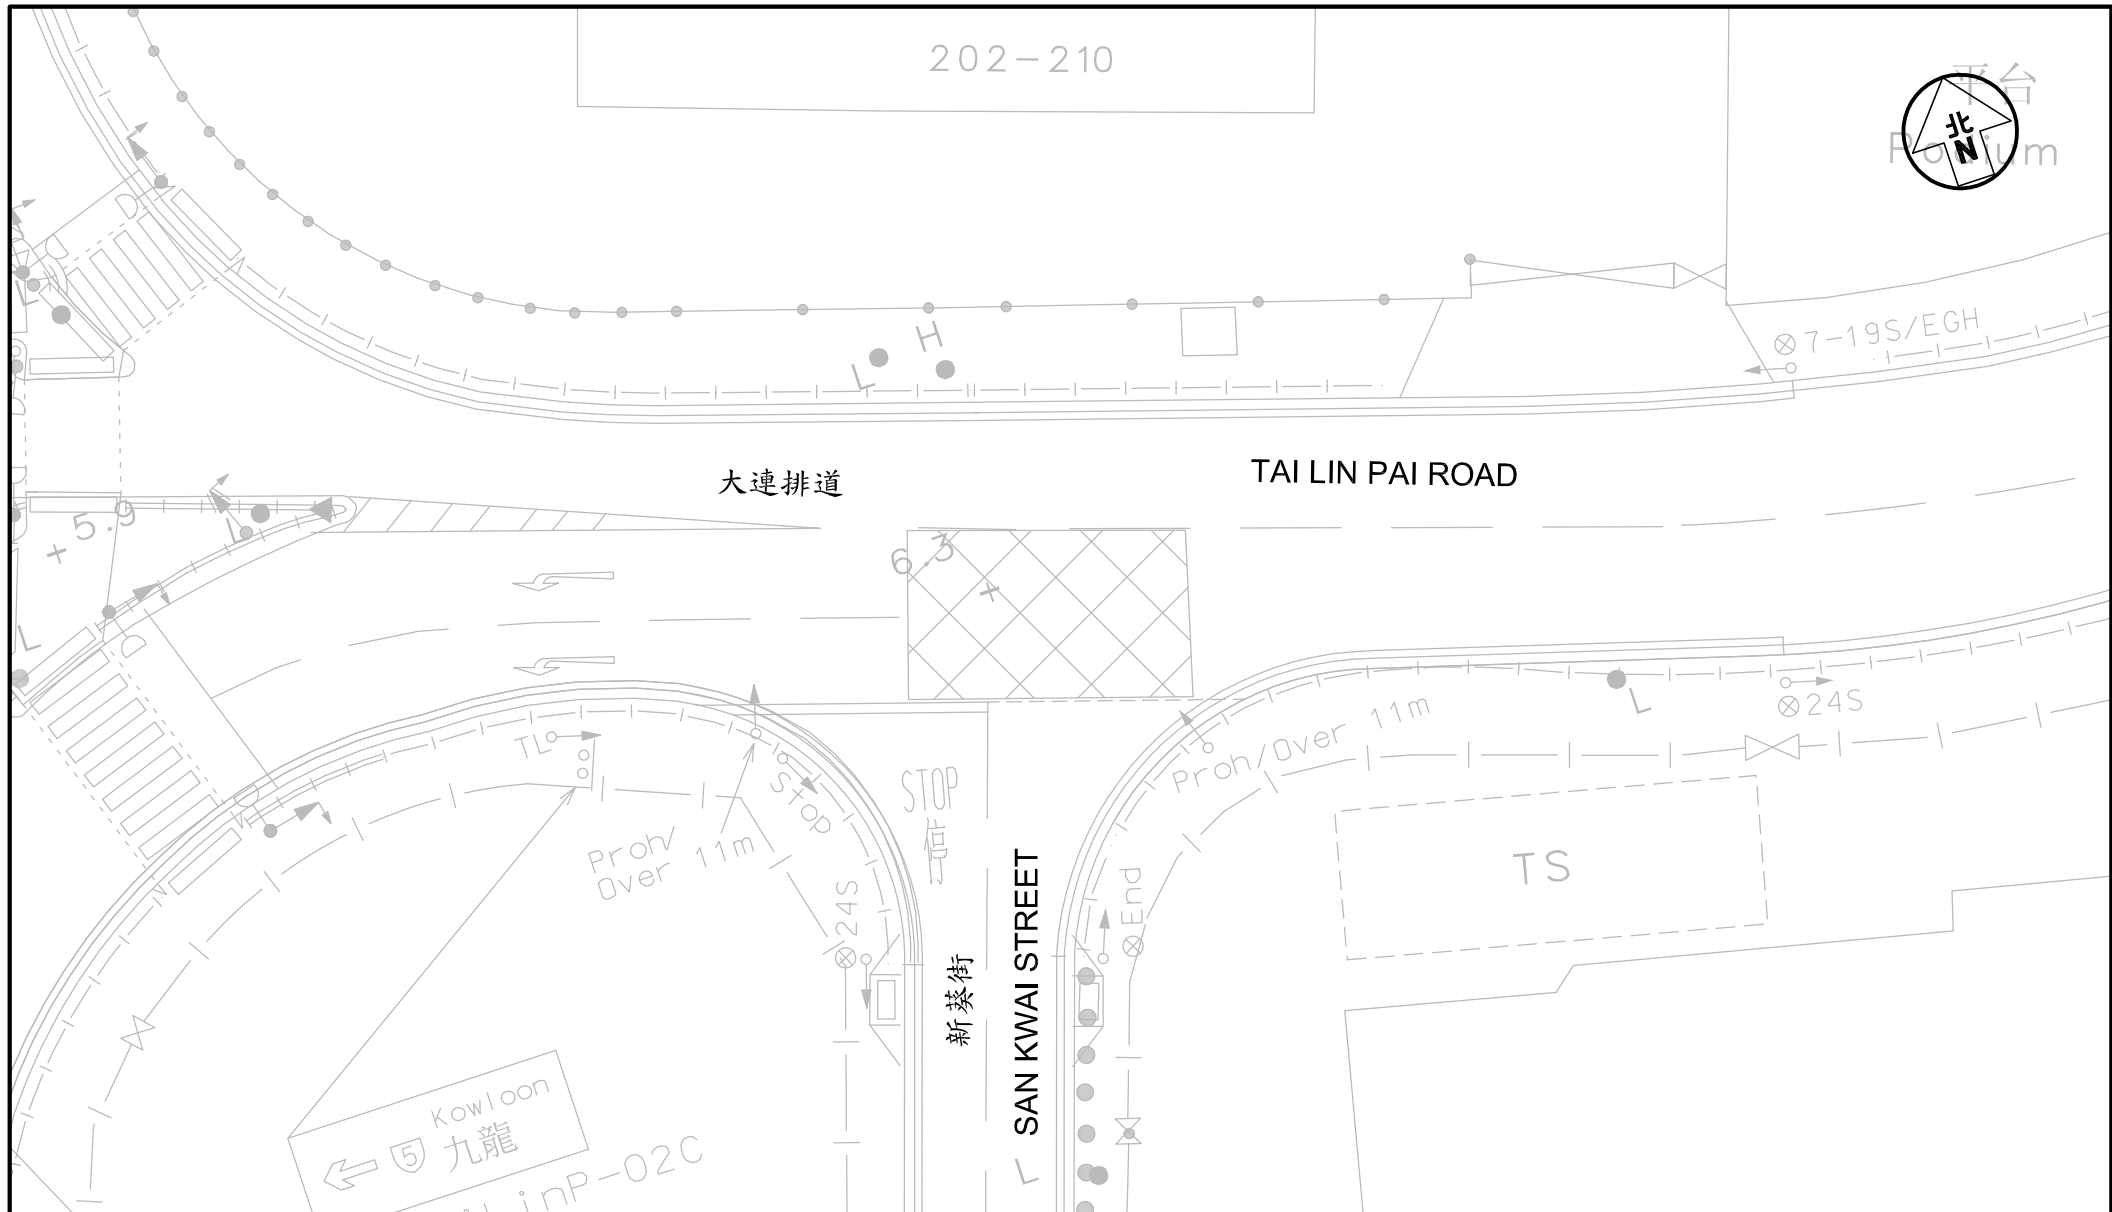 202-210
平台
Podium
北
N
7-19S/EGH
H
L
L
大連排道
TAI LIN PAI ROAD
5.9
L
6.3
L
L
24S
Proh/Over 11m
TL
Stop
STOP
停
Proh/
Over 11m
24S
End
TS
新葵街
SAN KWAI STREET
Kowloon
九龍
5
L
inP-02C